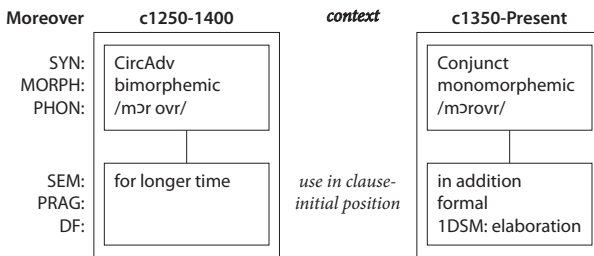 Moreover c1250-1400 context c1350-Present
SYN: CircAdv Conjunct
MORPH: bimorphemic monomorphemic
PHON: /mɔr ovr/ /mɔrovr/
SEM: for longer time use in clause- in addition
PRAG: initial position formal
DF: 1DSM: elaboration